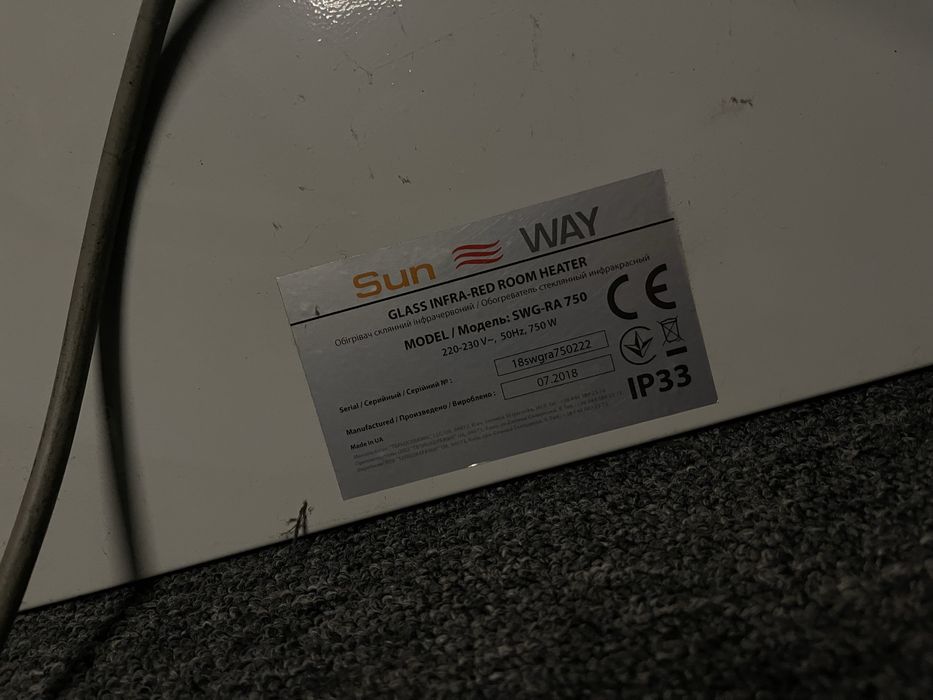 Sun WAY
GLASS INFRA-RED ROOM HEATER
Обігрівач склянний інфрачервоний / Обогреватель стеклянный инфракрасный
MODEL / Модель: SWG-RA 750
220-230 V~, 50Hz, 750 W
CE
Serial / Серийный / Серійний № : 18swgra750222
Manufactured / Произведено / Вироблено : 07.2018
IP33
Made in UA